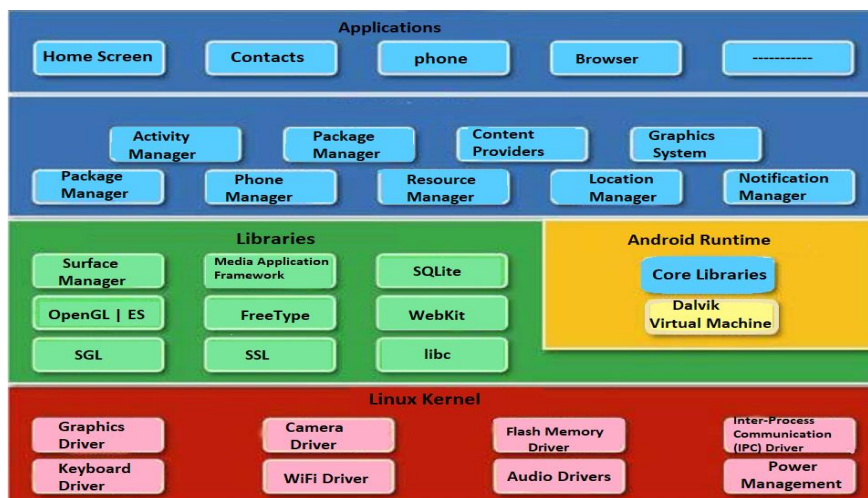 Applications
Home Screen
Contacts
phone
Browser
-----------
Activity
Manager
Package
Manager
Content
Providers
Graphics
System
Package
Manager
Phone
Manager
Resource
Manager
Location
Manager
Notification
Manager
Libraries
Android Runtime
Surface
Manager
Media Application
Framework
SQLite
Core Libraries
OpenGL | ES
FreeType
WebKit
Dalvik
Virtual Machine
SGL
SSL
libc
Linux Kernel
Graphics
Driver
Camera
Driver
Flash Memory
Driver
Inter-Process
Communication
(IPC) Driver
Keyboard
Driver
WiFi Driver
Audio Drivers
Power
Management